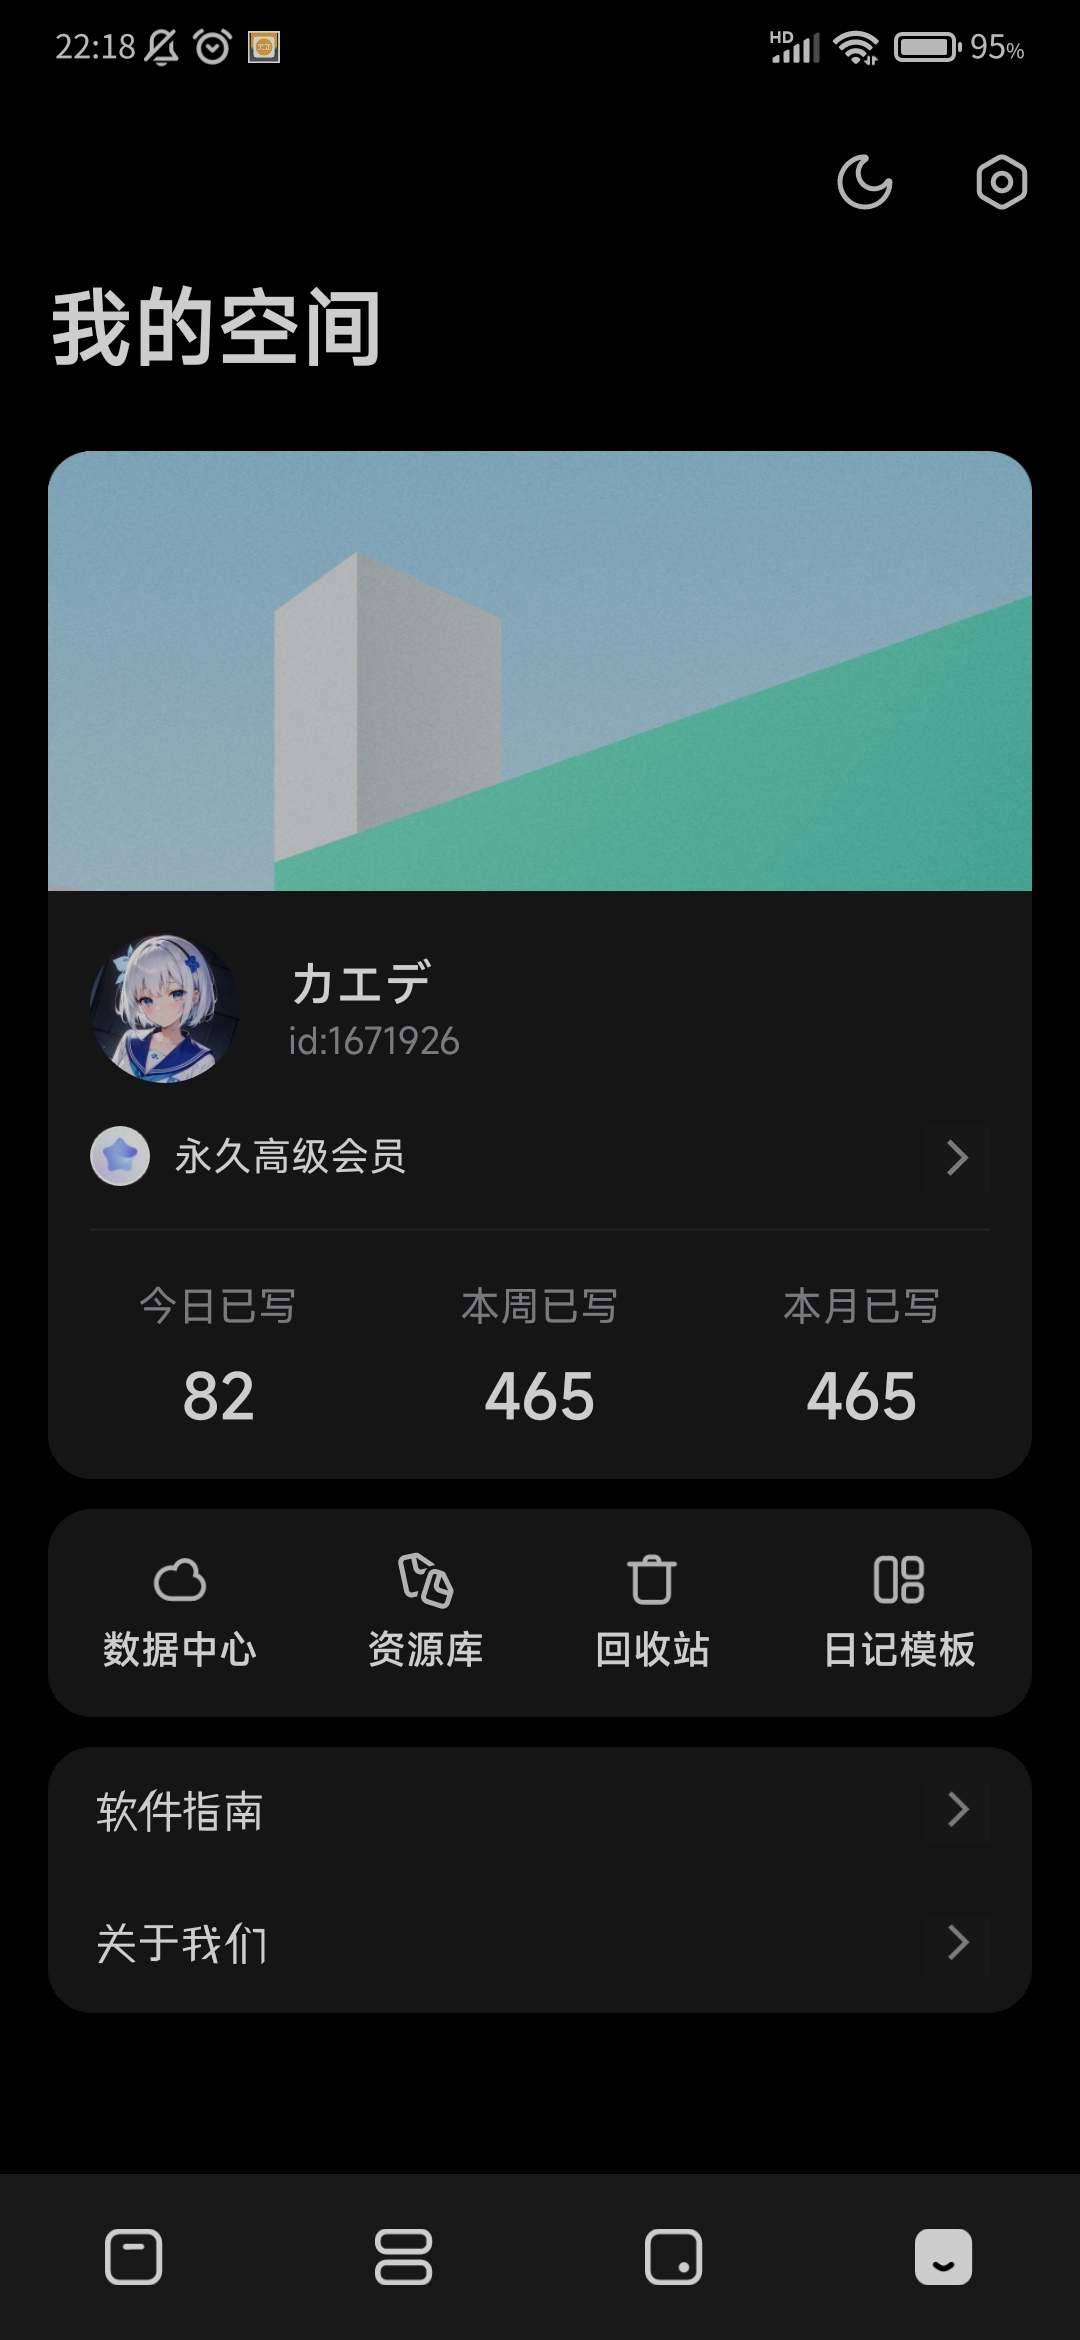 22:18 HD 95%
我的空间
カエデ
id:1671926
永久高级会员
今日已写 本周已写 本月已写
82 465 465
数据中心 资源库 回收站 日记模板
软件指南
关于我们